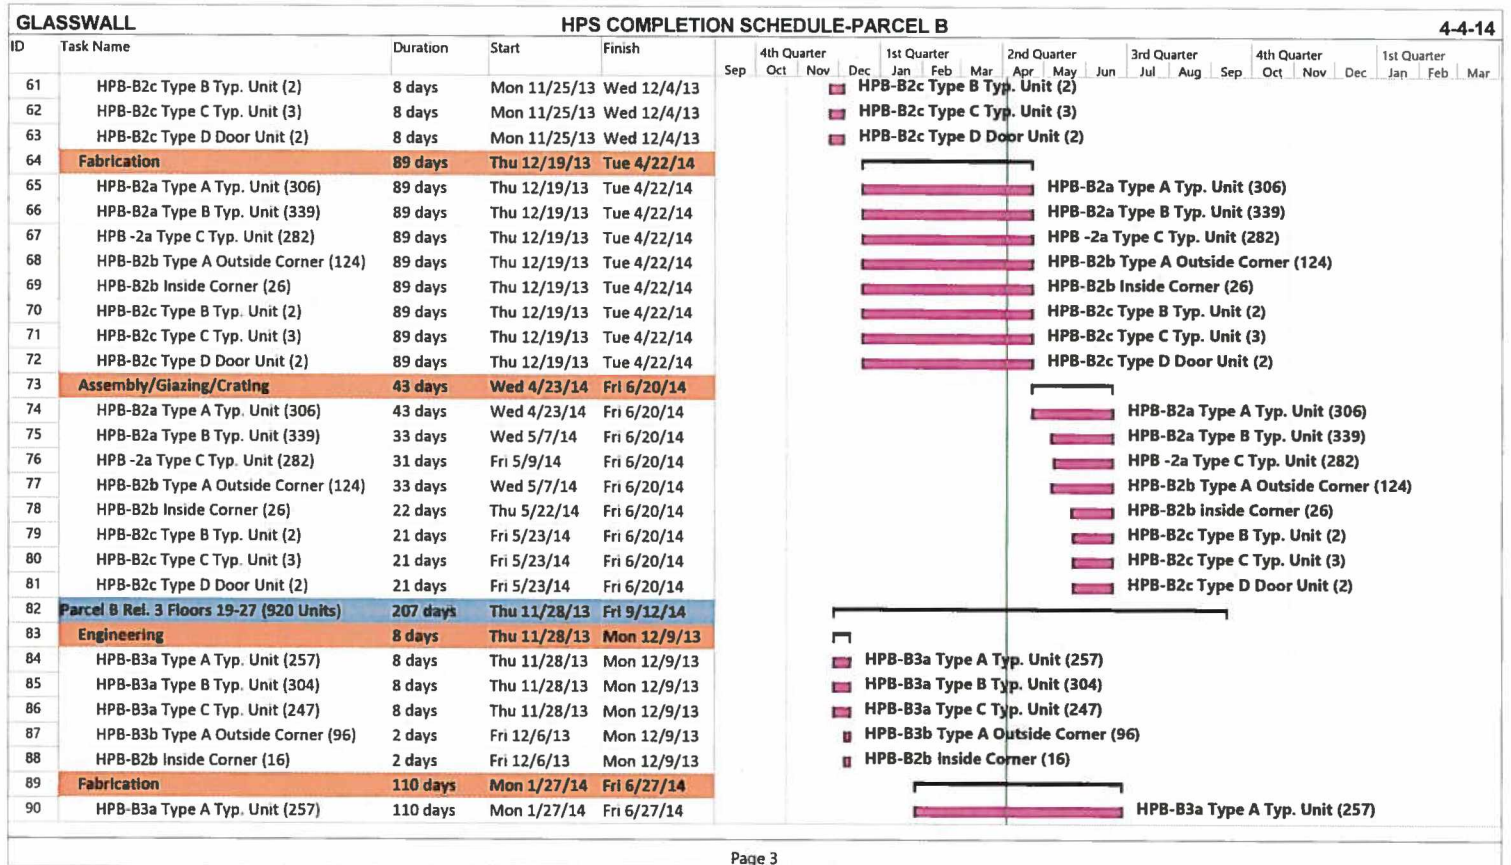 GLASSWALL HPS COMPLETION SCHEDULE-PARCEL B 4-4-14
ID Task Name Duration Start Finish
4th Quarter 1st Quarter 2nd Quarter 3rd Quarter 4th Quarter 1st Quarter
Sep Oct Nov Dec Jan Feb Mar Apr May Jun Jul Aug Sep Oct Nov Dec Jan Feb Mar
61 HPB-B2c Type B Typ. Unit (2) 8 days Mon 11/25/13 Wed 12/4/13 HPB-B2c Type B Typ. Unit (2)
62 HPB-B2c Type C Typ. Unit (3) 8 days Mon 11/25/13 Wed 12/4/13 HPB-B2c Type C Typ. Unit (3)
63 HPB-B2c Type D Door Unit (2) 8 days Mon 11/25/13 Wed 12/4/13 HPB-B2c Type D Door Unit (2)
64 Fabrication 89 days Thu 12/19/13 Tue 4/22/14
65 HPB-B2a Type A Typ. Unit (306) 89 days Thu 12/19/13 Tue 4/22/14 HPB-B2a Type A Typ. Unit (306)
66 HPB-B2a Type B Typ. Unit (339) 89 days Thu 12/19/13 Tue 4/22/14 HPB-B2a Type B Typ. Unit (339)
67 HPB -2a Type C Typ. Unit (282) 89 days Thu 12/19/13 Tue 4/22/14 HPB -2a Type C Typ. Unit (282)
68 HPB-B2b Type A Outside Corner (124) 89 days Thu 12/19/13 Tue 4/22/14 HPB-B2b Type A Outside Corner (124)
69 HPB-B2b Inside Corner (26) 89 days Thu 12/19/13 Tue 4/22/14 HPB-B2b Inside Corner (26)
70 HPB-B2c Type B Typ. Unit (2) 89 days Thu 12/19/13 Tue 4/22/14 HPB-B2c Type B Typ. Unit (2)
71 HPB-B2c Type C Typ. Unit (3) 89 days Thu 12/19/13 Tue 4/22/14 HPB-B2c Type C Typ. Unit (3)
72 HPB-B2c Type D Door Unit (2) 89 days Thu 12/19/13 Tue 4/22/14 HPB-B2c Type D Door Unit (2)
73 Assembly/Glazing/Crating 43 days Wed 4/23/14 Fri 6/20/14
74 HPB-B2a Type A Typ. Unit (306) 43 days Wed 4/23/14 Fri 6/20/14 HPB-B2a Type A Typ. Unit (306)
75 HPB-B2a Type B Typ. Unit (339) 33 days Wed 5/7/14 Fri 6/20/14 HPB-B2a Type B Typ. Unit (339)
76 HPB -2a Type C Typ. Unit (282) 31 days Fri 5/9/14 Fri 6/20/14 HPB -2a Type C Typ. Unit (282)
77 HPB-B2b Type A Outside Corner (124) 33 days Wed 5/7/14 Fri 6/20/14 HPB-B2b Type A Outside Corner (124)
78 HPB-B2b Inside Corner (26) 22 days Thu 5/22/14 Fri 6/20/14 HPB-B2b Inside Corner (26)
79 HPB-B2c Type B Typ. Unit (2) 21 days Fri 5/23/14 Fri 6/20/14 HPB-B2c Type B Typ. Unit (2)
80 HPB-B2c Type C Typ. Unit (3) 21 days Fri 5/23/14 Fri 6/20/14 HPB-B2c Type C Typ. Unit (3)
81 HPB-B2c Type D Door Unit (2) 21 days Fri 5/23/14 Fri 6/20/14 HPB-B2c Type D Door Unit (2)
82 Parcel B Rel. 3 Floors 19-27 (920 Units) 207 days Thu 11/28/13 Fri 9/12/14
83 Engineering 8 days Thu 11/28/13 Mon 12/9/13
84 HPB-B3a Type A Typ. Unit (257) 8 days Thu 11/28/13 Mon 12/9/13 HPB-B3a Type A Typ. Unit (257)
85 HPB-B3a Type B Typ. Unit (304) 8 days Thu 11/28/13 Mon 12/9/13 HPB-B3a Type B Typ. Unit (304)
86 HPB-B3a Type C Typ. Unit (247) 8 days Thu 11/28/13 Mon 12/9/13 HPB-B3a Type C Typ. Unit (247)
87 HPB-B3b Type A Outside Corner (96) 2 days Fri 12/6/13 Mon 12/9/13 HPB-B3b Type A Outside Corner (96)
88 HPB-B2b Inside Corner (16) 2 days Fri 12/6/13 Mon 12/9/13 HPB-B2b Inside Corner (16)
89 Fabrication 110 days Mon 1/27/14 Fri 6/27/14
90 HPB-B3a Type A Typ. Unit (257) 110 days Mon 1/27/14 Fri 6/27/14 HPB-B3a Type A Typ. Unit (257)
Page 3